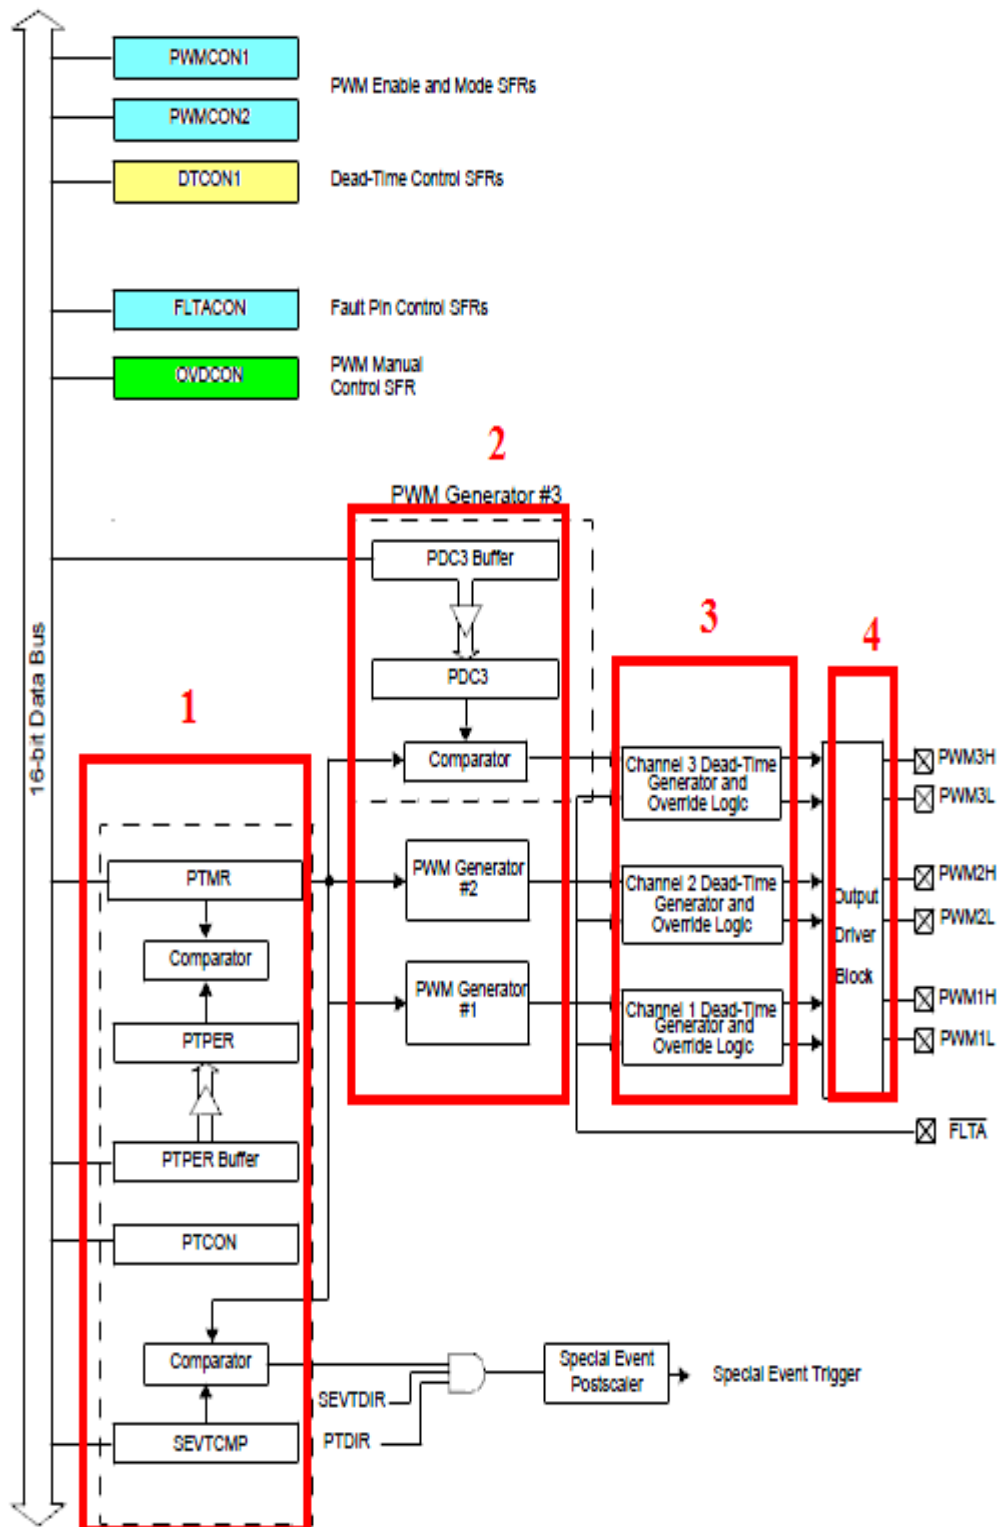 PWMCON1
PWM Enable and Mode SFRs
PWMCON2
DTCON1
Dead-Time Control SFRs
FLTACON
Fault Pin Control SFRs
OVDCON
PWM Manual
Control SFR
2
PWM Generator #3
PDC3 Buffer
PDC3
Comparator
16-bit Data Bus
1
PTMR
Comparator
PTPER
PTPER Buffer
PTCON
Comparator
SEVTCMP
PWM Generator
#2
PWM Generator
#1
3
Channel 3 Dead-Time
Generator and
Override Logic
Channel 2 Dead-Time
Generator and
Override Logic
Channel 1 Dead-Time
Generator and
Override Logic
4
Output
Driver
Block
PWM3H
PWM3L
PWM2H
PWM2L
PWM1H
PWM1L
FLTA
SEVTDIR
PTDIR
Special Event
Postscaler
Special Event Trigger